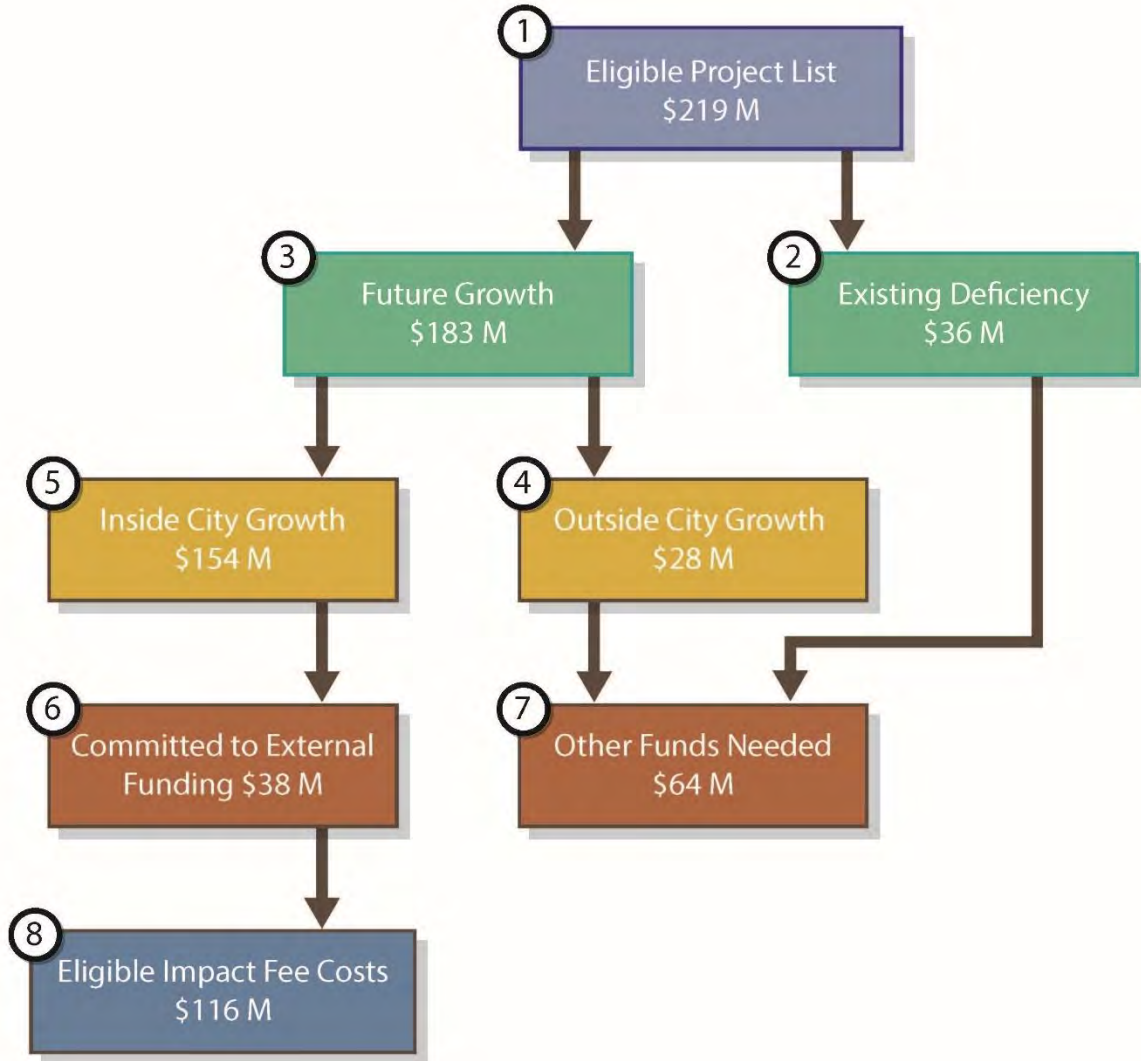 1
Eligible Project List
$219 M
3
Future Growth
$183 M
2
Existing Deficiency
$36 M
5
Inside City Growth
$154 M
4
Outside City Growth
$28 M
6
Committed to External
Funding $38 M
7
Other Funds Needed
$64 M
8
Eligible Impact Fee Costs
$116 M